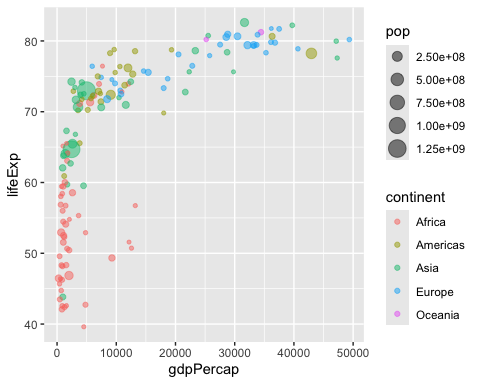 lifeExp
80
70
60
50
40
0
10000
20000
30000
40000
50000
gdpPercap
pop
2.50e+08
5.00e+08
7.50e+08
1.00e+09
1.25e+09
continent
Africa
Americas
Asia
Europe
Oceania